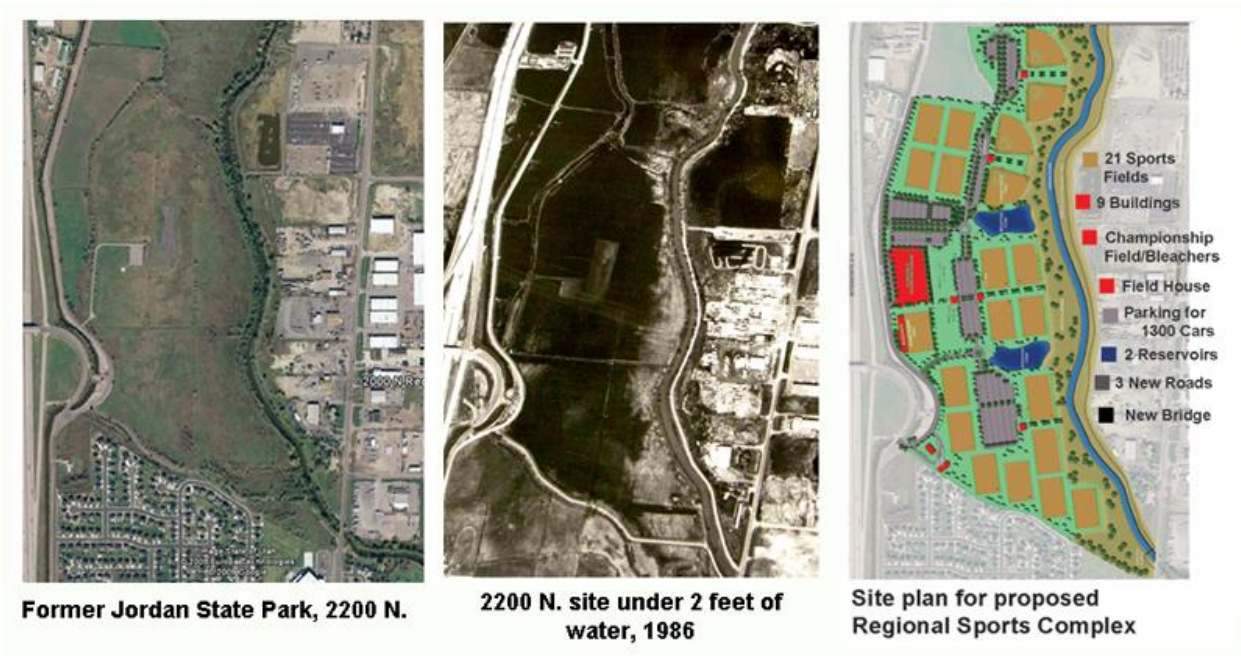 2000 N Re
Former Jordan State Park, 2200 N.
2200 N. site under 2 feet of
water, 1986
21 Sports
Fields
9 Buildings
Championship
Field/Bleachers
Field House
Parking for
1300 Cars
2 Reservoirs
3 New Roads
New Bridge
Site plan for proposed
Regional Sports Complex